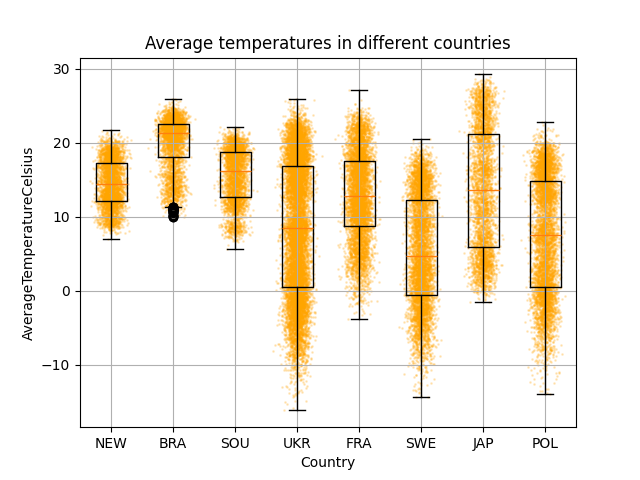 Average temperatures in different countries
AverageTemperatureCelsius
30
20
10
0
−10
NEW BRA SOU UKR FRA SWE JAP POL
Country